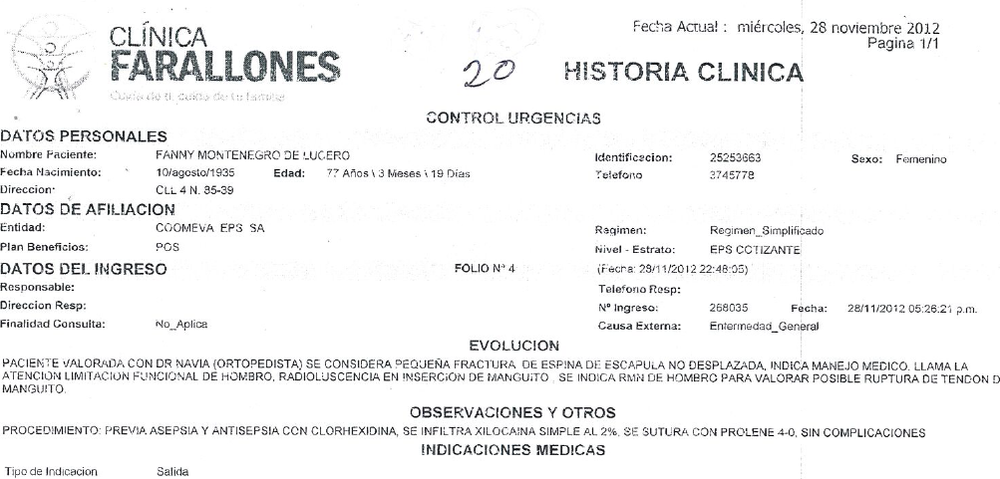 Fecha Actual : miércoles, 28 noviembre 2012
Pagina 1/1
CLÍNICA
FARALLONES
Cuida de ti, cuida de tu familia
20
HISTORIA CLINICA
CONTROL URGENCIAS
DATOS PERSONALES
Nombre Paciente: FANNY MONTENEGRO DE LUCERO Identificacion: 25253663 Sexo: Femenino
Fecha Nacimiento: 10/agosto/1935 Edad: 77 Años \ 3 Meses \ 19 Días Telefono 3745778
Direccion: CLL 4 N. 85-39
DATOS DE AFILIACION
Entidad: COOMEVA EPS SA Regimen: Regimen_Simplificado
Plan Beneficios: POS Nivel - Estrato: EPS COTIZANTE
DATOS DEL INGRESO FOLIO N° 4 (Fecha: 28/11/2012 22:48:05)
Responsable: Telefono Resp:
Direccion Resp: N° Ingreso: 268035 Fecha: 28/11/2012 05:26:21 p.m.
Finalidad Consulta: No_Aplica Causa Externa: Enfermedad_General
EVOLUCION
PACIENTE VALORADA CON DR NAVIA (ORTOPEDISTA) SE CONSIDERA PEQUEÑA FRACTURA DE ESPINA DE ESCAPULA NO DESPLAZADA, INDICA MANEJO MEDICO. LLAMA LA
ATENCION LIMITACION FUNCIONAL DE HOMBRO, RADIOLUSCENCIA EN INSERCION DE MANGUITO , SE INDICA RMN DE HOMBRO PARA VALORAR POSIBLE RUPTURA DE TENDON D
MANGUITO.
OBSERVACIONES Y OTROS
PROCEDIMIENTO: PREVIA ASEPSIA Y ANTISEPSIA CON CLORHEXIDINA, SE INFILTRA XILOCAINA SIMPLE AL 2%, SE SUTURA CON PROLENE 4-0, SIN COMPLICACIONES
INDICACIONES MEDICAS
Tipo de Indicacion Salida